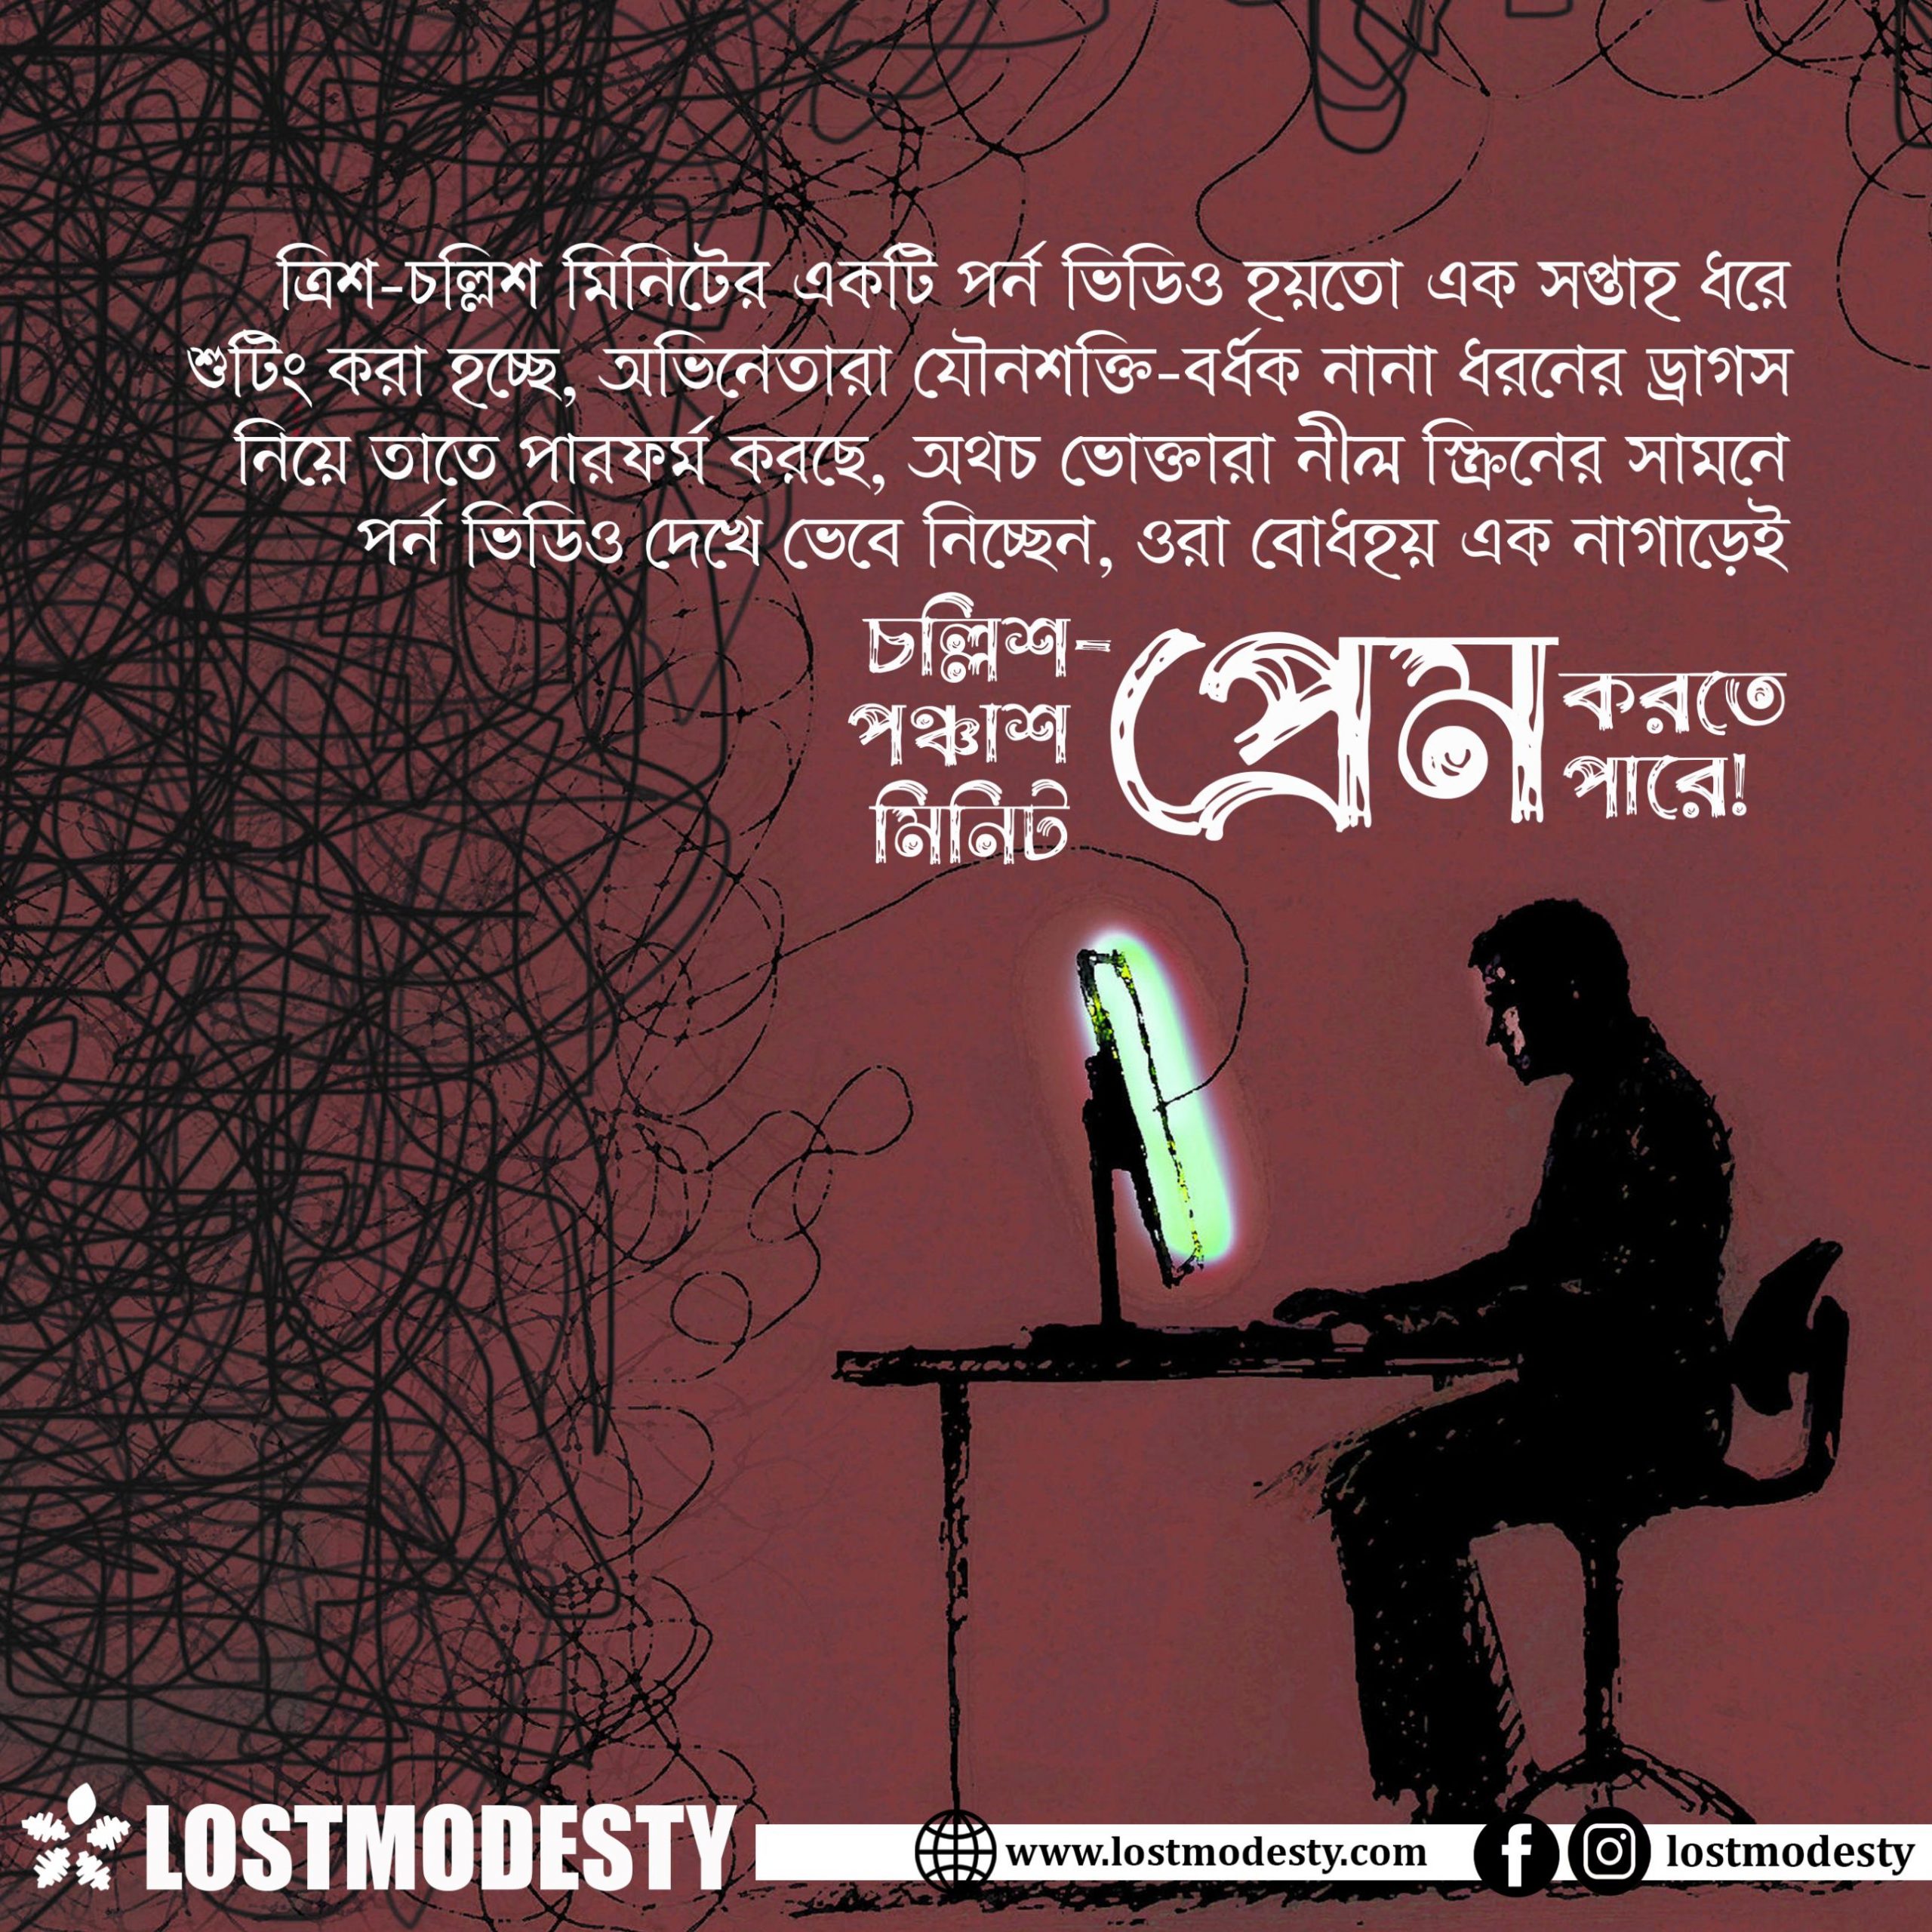 ত্রিশ-চল্লিশ মিনিটের একটি পর্ন ভিডিও হয়তো এক সপ্তাহ ধরে
শুটিং করা হচ্ছে, অভিনেতারা যৌনশক্তি-বর্ধক নানা ধরনের ড্রাগস
নিয়ে তাতে পারফর্ম করছে, অথচ ভোক্তারা নীল স্ক্রিনের সামনে
পর্ন ভিডিও দেখে ভেবে নিচ্ছেন, ওরা বোধহয় এক নাগাড়েই
চল্লিশ-
পঞ্চাশ
মিনিট
প্রেম
করতে
পারে!
LOSTMODESTY
www.lostmodesty.com
lostmodesty